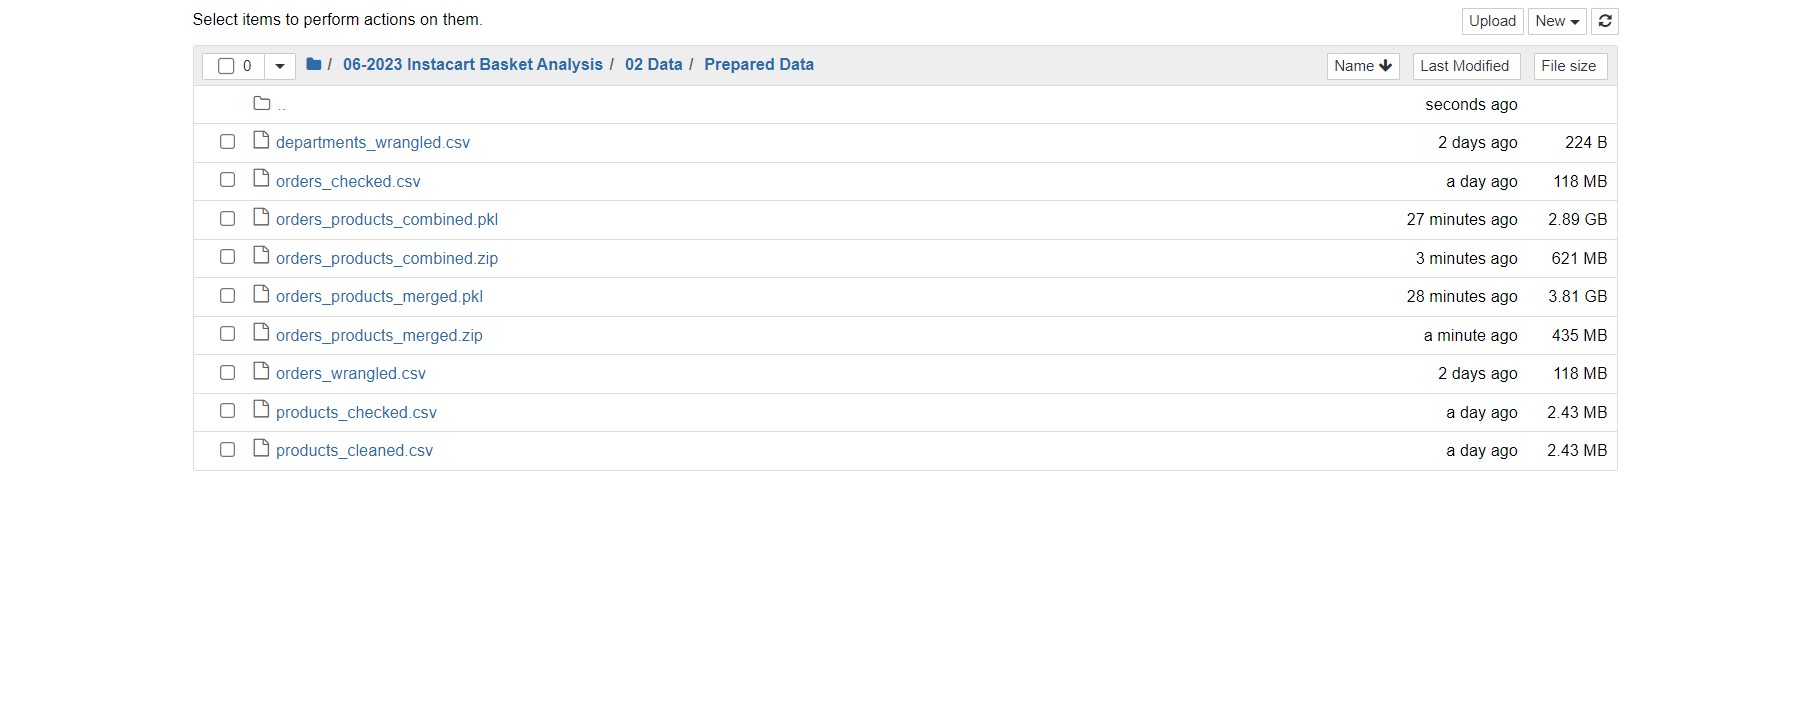 Select items to perform actions on them. Upload New
0 / 06-2023 Instacart Basket Analysis / 02 Data / Prepared Data Name Last Modified File size
.. seconds ago
departments_wrangled.csv 2 days ago 224 B
orders_checked.csv a day ago 118 MB
orders_products_combined.pkl 27 minutes ago 2.89 GB
orders_products_combined.zip 3 minutes ago 621 MB
orders_products_merged.pkl 28 minutes ago 3.81 GB
orders_products_merged.zip a minute ago 435 MB
orders_wrangled.csv 2 days ago 118 MB
products_checked.csv a day ago 2.43 MB
products_cleaned.csv a day ago 2.43 MB